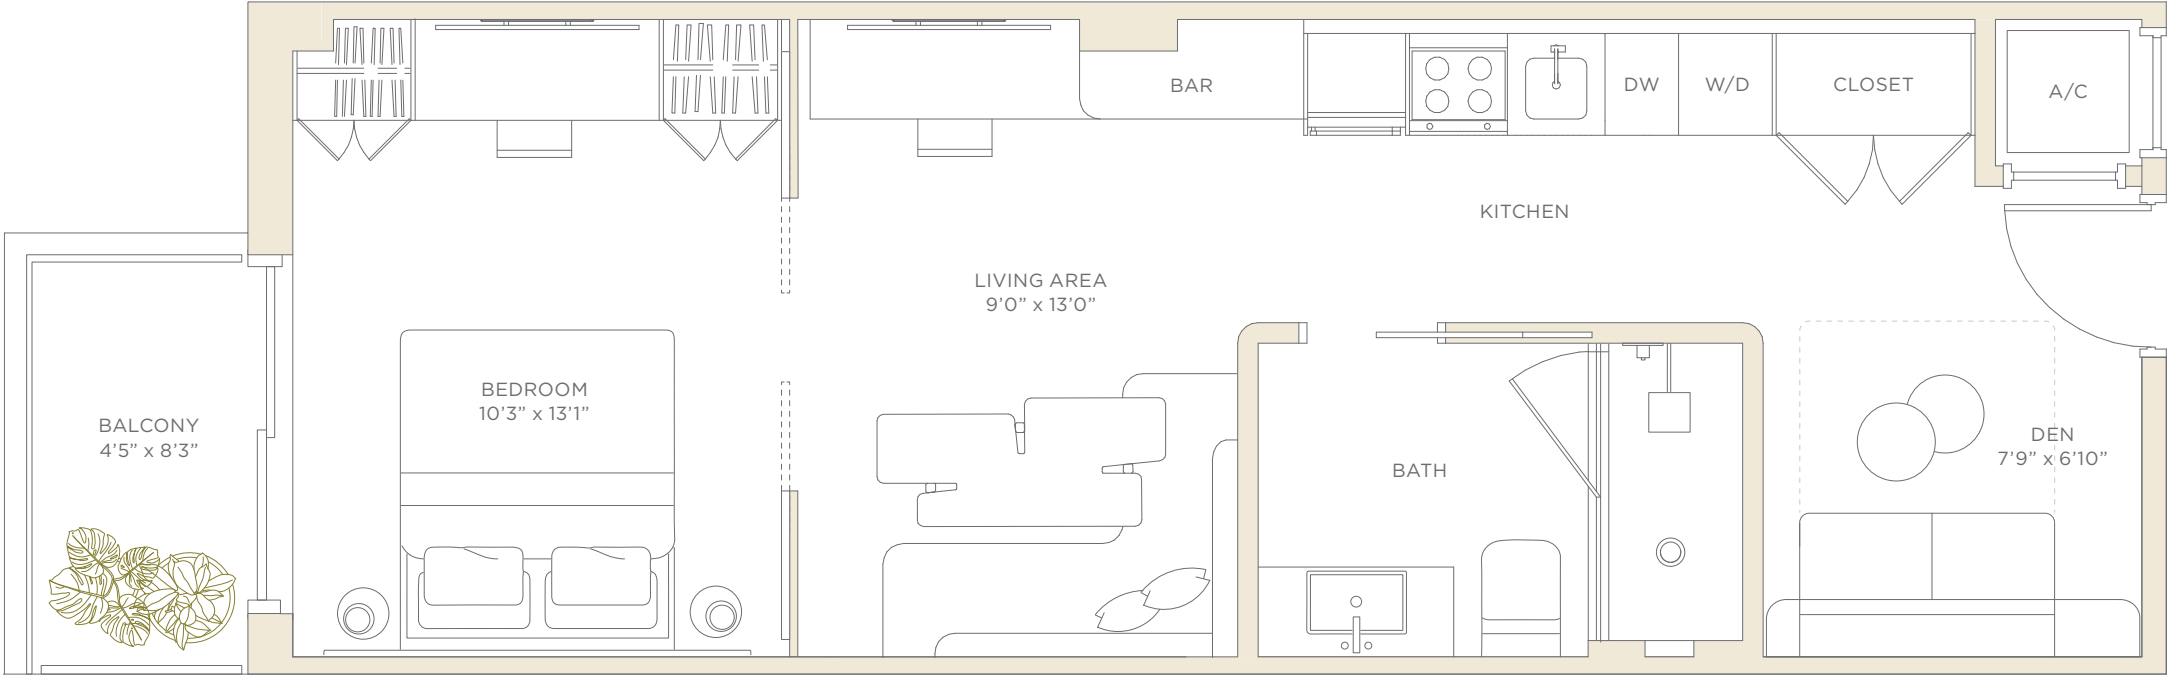 BAR
DW
W/D
CLOSET
A/C
KITCHEN
LIVING AREA
9’0” x 13’0”
BEDROOM
10’3” x 13’1”
BALCONY
4’5” x 8’3”
BATH
DEN
7’9” x 6’10”